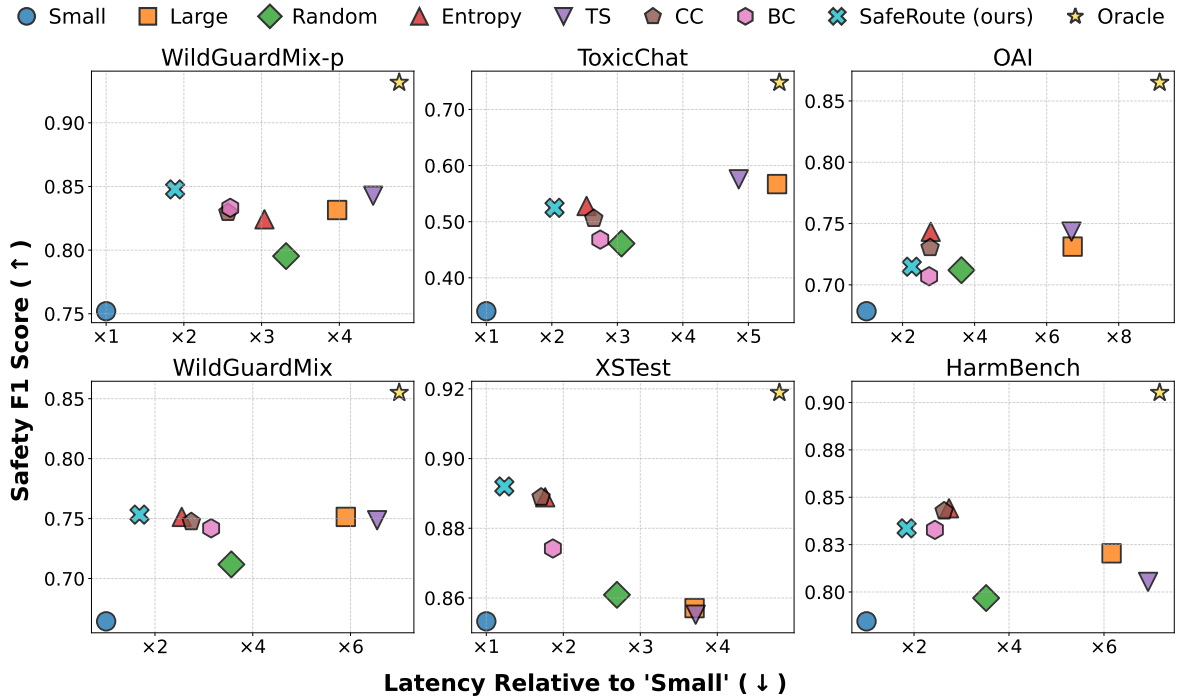 Small Large Random Entropy TS CC BC SafeRoute (ours) Oracle
WildGuardMix-p ToxicChat OAI
0.90
0.85
0.80
0.75
×1 ×2 ×3 ×4
0.70
0.60
0.50
0.40
×1 ×2 ×3 ×4 ×5
0.85
0.80
0.75
0.70
×2 ×4 ×6 ×8
WildGuardMix XSTest HarmBench
0.85
0.80
0.75
0.70
×2 ×4 ×6
0.92
0.90
0.88
0.86
×1 ×2 ×3 ×4
0.90
0.88
0.85
0.83
0.80
×2 ×4 ×6
Safety F1 Score (↑)
Latency Relative to 'Small' (↓)